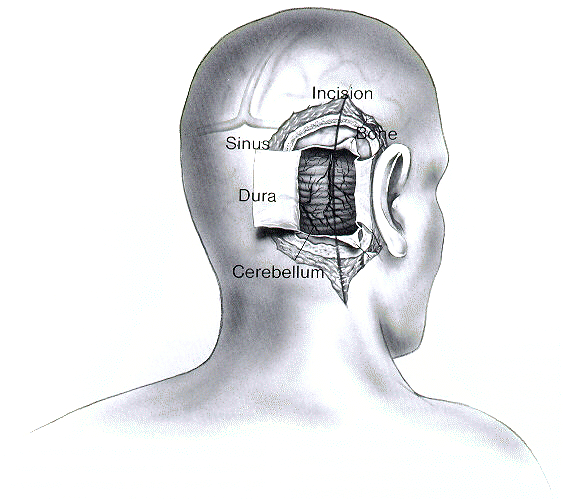 Incision
Bone
Sinus
Dura
Cerebellum